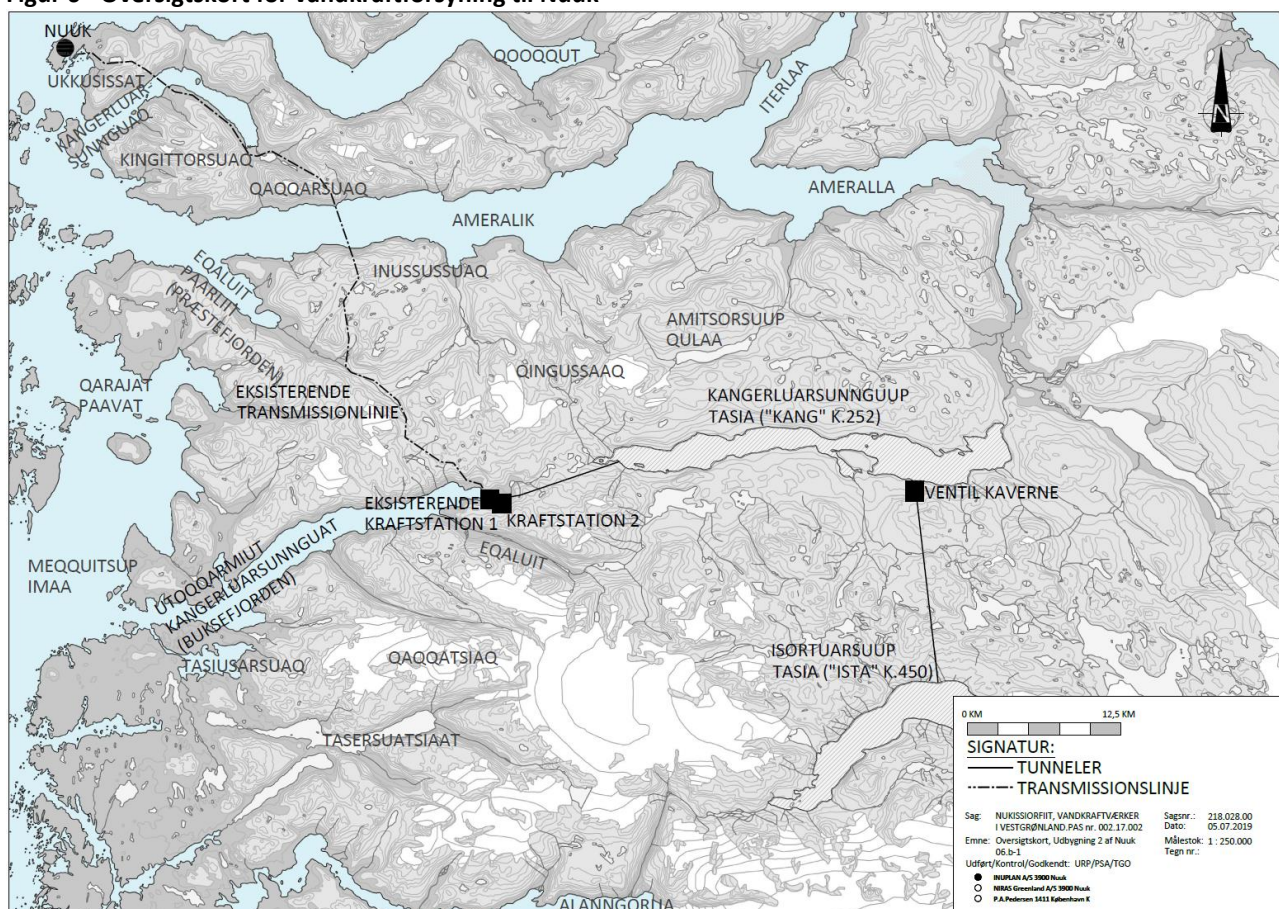 Figur 6 - Oversigtskort for vandkraftforsyning til Nuuk
NUUK
UKKUSISSAT
KANGERLUAR-
SUNNGUAQ
QOOQQUT
ITERLAA
N
KINGITTORSUAQ
QAQQARSUAQ
AMERALLA
AMERALIK
EQALUIT
PAARLIIT
(PRÆSTEFJORDEN)
INUSSUSSUAQ
AMITSORSUUP
QULAA
QARAJAT
PAAVAT
EKSISTERENDE
TRANSMISSIONLINIE
QINGUSSAAQ
KANGERLUARSUNNGUUP
TASIA ("KANG" K.252)
EKSISTERENDE
KRAFTSTATION 1
KRAFTSTATION 2
VENTIL KAVERNE
EQALUIT
MEQQUITSUP
IMAA
UTOQQARMIUT
KANGERLUARSUNNGUAT
(BUKSEFJORDEN)
TASIUSARSUAQ
QAQQATSIAQ
ISORTUARSUUP
TASIA ("ISTA" K.450)
TASERSUATSIAAT
ALANNGORUA
0 KM 12,5 KM
SIGNATUR:
TUNNELER
TRANSMISSIONSLINIE
Sag: NUKISSIORFIIT, VANDKRAFTVÆRKER Sagsnr.: 218.028.00
I VESTGRØNLAND.PAS nr. 002.17.002 Dato: 05.07.2019
Emne: Oversigtskort, Udbygning 2 af Nuuk Målestok: 1 : 250.000
06.b-1 Tegn nr.:
Udført/Kontrol/Godkendt: URP/PSA/TGO
INUPLAN A/S 3900 Nuuk
NIRAS Greenland A/S 3900 Nuuk
P.A.Pedersen 1411 København K